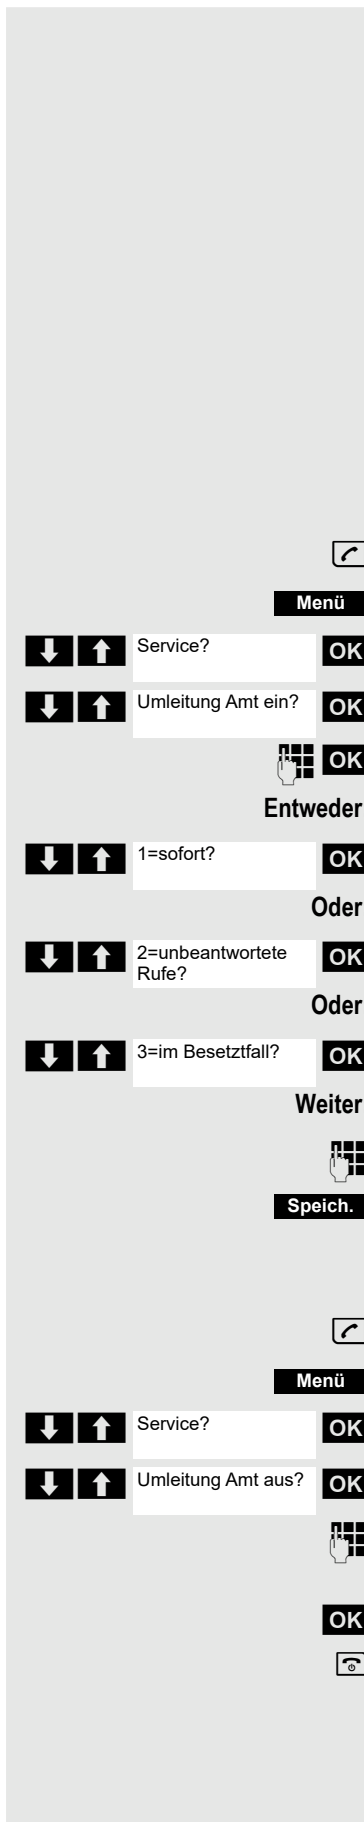 Menü
Service? OK
Umleitung Amt ein? OK
OK
Entweder
1=sofort? OK
Oder
2=unbeantwortete OK
Rufe?
Oder
3=im Besetztfall? OK
Weiter
Speich.
Menü
Service? OK
Umleitung Amt aus? OK
OK